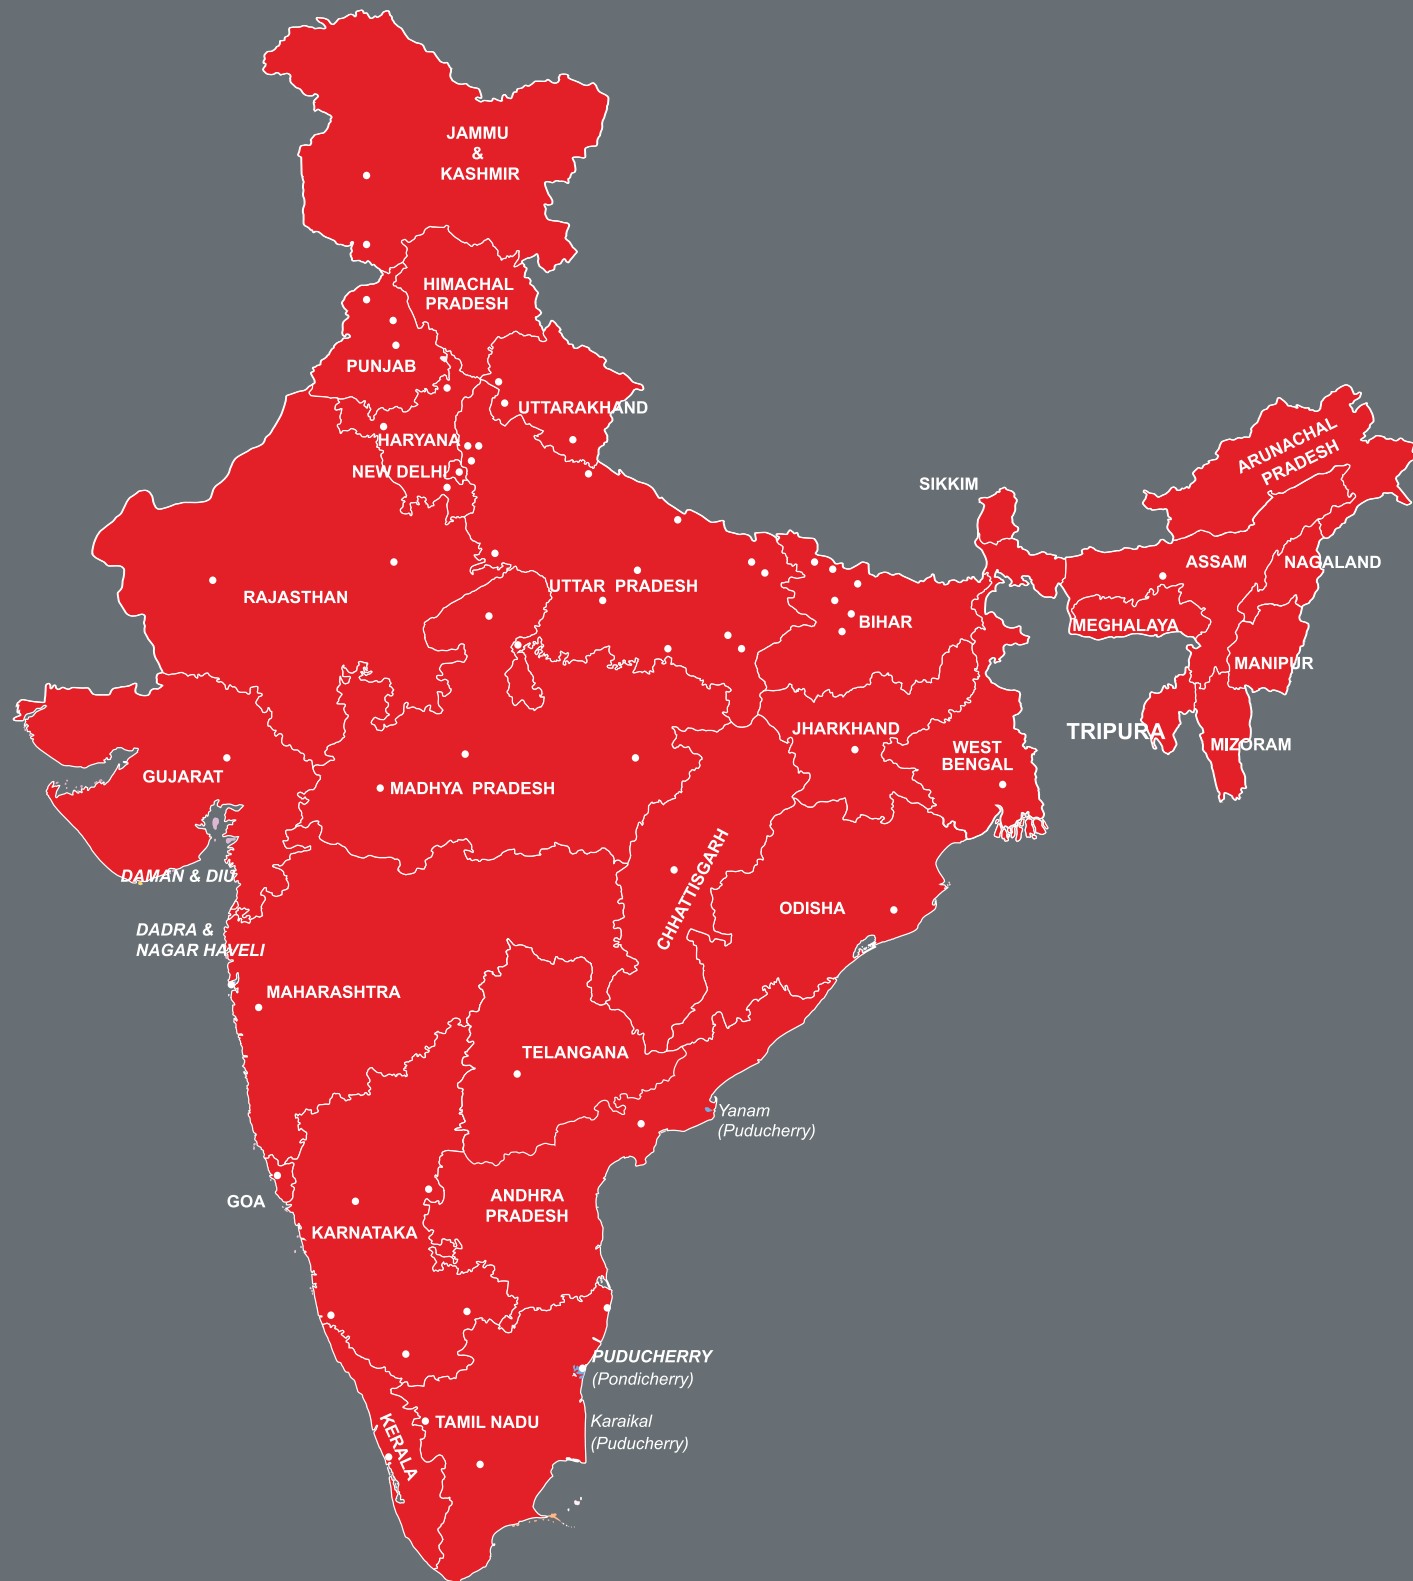 JAMMU
&
KASHMIR
HIMACHAL
PRADESH
PUNJAB
UTTARAKHAND
HARYANA
NEW DELHI
ARUNACHAL
PRADESH
SIKKIM
ASSAM
NAGALAND
RAJASTHAN
UTTAR PRADESH
BIHAR
MEGHALAYA
MANIPUR
TRIPURA
MIZORAM
JHARKHAND
WEST
BENGAL
GUJARAT
MADHYA PRADESH
CHHATTISGARH
DAMAN & DIU
ODISHA
DADRA &
NAGAR HAVELI
MAHARASHTRA
TELANGANA
Yanam
(Puducherry)
GOA
ANDHRA
PRADESH
KARNATAKA
PUDUCHERRY
(Pondicherry)
KERALA
TAMIL NADU
Karaikal
(Puducherry)